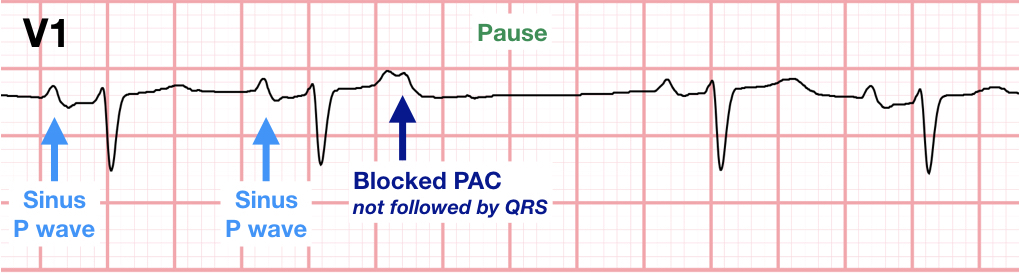 V1
Pause
Sinus
P wave
Sinus
P wave
Blocked PAC
not followed by QRS